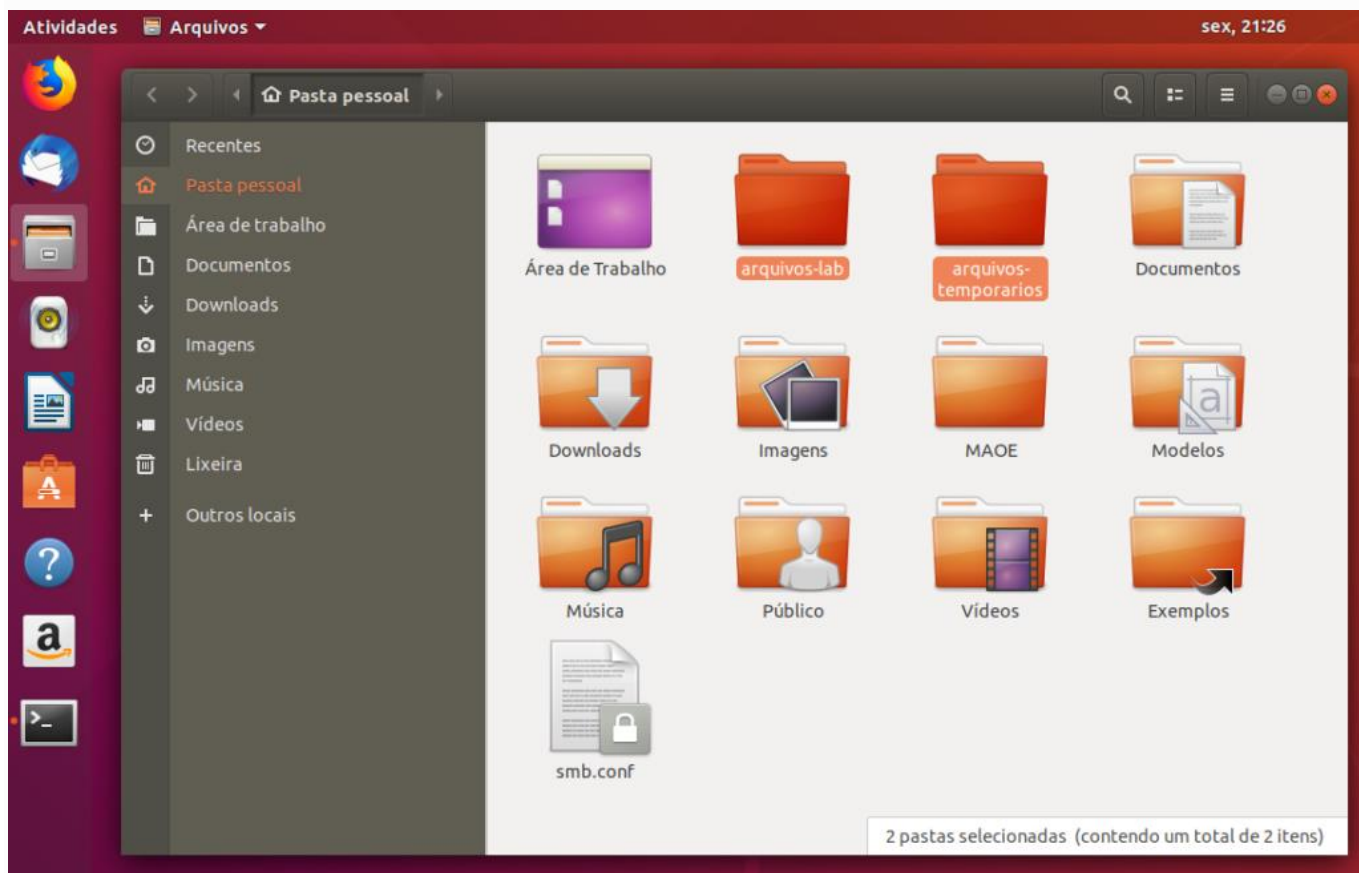 Atividades Arquivos sex, 21:26
Pasta pessoal
Recentes
Pasta pessoal
Área de trabalho
Documentos
Downloads
Imagens
Música
Vídeos
Lixeira
+ Outros locais
Área de Trabalho
arquivos-lab
arquivos-
temporarios
Documentos
Downloads
Imagens
MAOE
Modelos
Música
Público
Vídeos
Exemplos
smb.conf
2 pastas selecionadas (contendo um total de 2 itens)